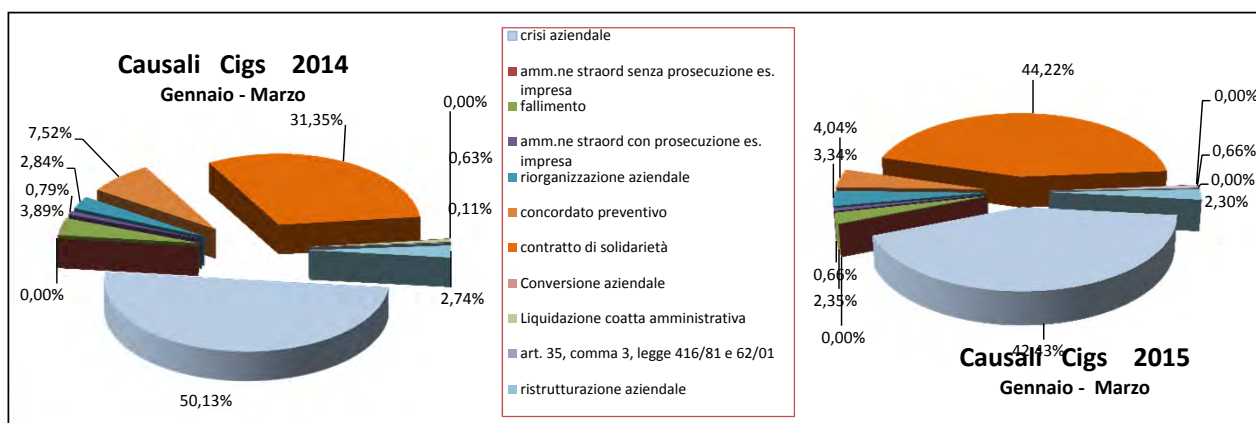 Causali Cigs 2014
Gennaio - Marzo
7,52%
2,84%
0,79%
3,89%
0,00%
50,13%
31,35%
0,00%
0,63%
0,11%
2,74%
crisi aziendale
amm.ne straord senza prosecuzione es.
impresa
fallimento
amm.ne straord con prosecuzione es.
impresa
riorganizzazione aziendale
concordato preventivo
contratto di solidarietà
Conversione aziendale
Liquidazione coatta amministrativa
art. 35, comma 3, legge 416/81 e 62/01
ristrutturazione aziendale
44,22%
0,00%
4,04%
3,34%
0,66%
0,00%
2,30%
0,66%
2,35%
0,00%
42,43%
Causali Cigs 2015
Gennaio - Marzo